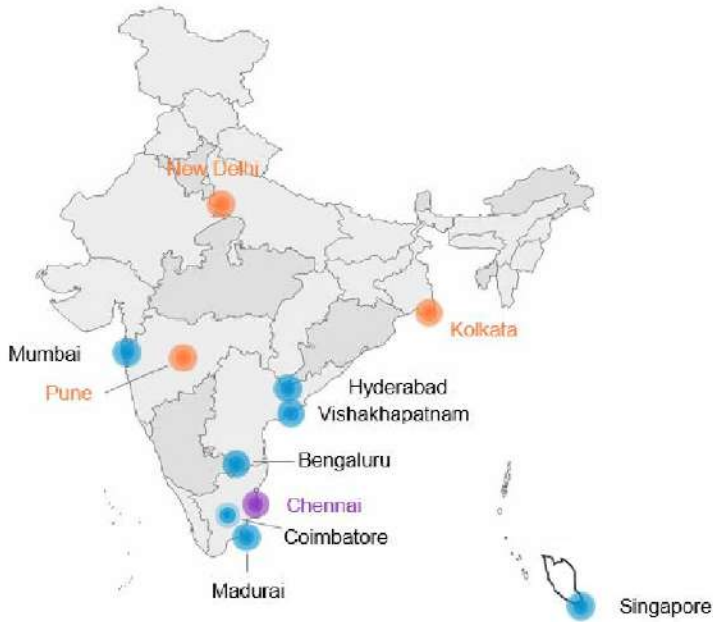 New Delhi
Kolkata
Mumbai
Pune
Hyderabad
Vishakhapatnam
Bengaluru
Chennai
Coimbatore
Madurai
Singapore